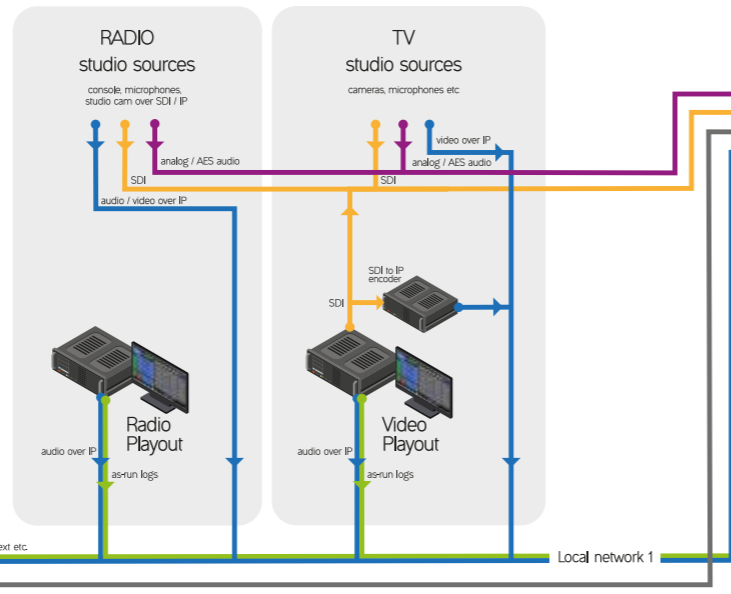 RADIO
studio sources
console, microphones,
studio cam over SDI / IP
analog / AES audio
SDI
audio / video over IP
Radio
Playout
audio over IP
as-run logs
TV
studio sources
cameras, microphones etc
video over IP
analog / AES audio
SDI
SDI to IP
encoder
SDI
Video
Playout
audio over IP
as-run logs
ext etc.
Local network 1